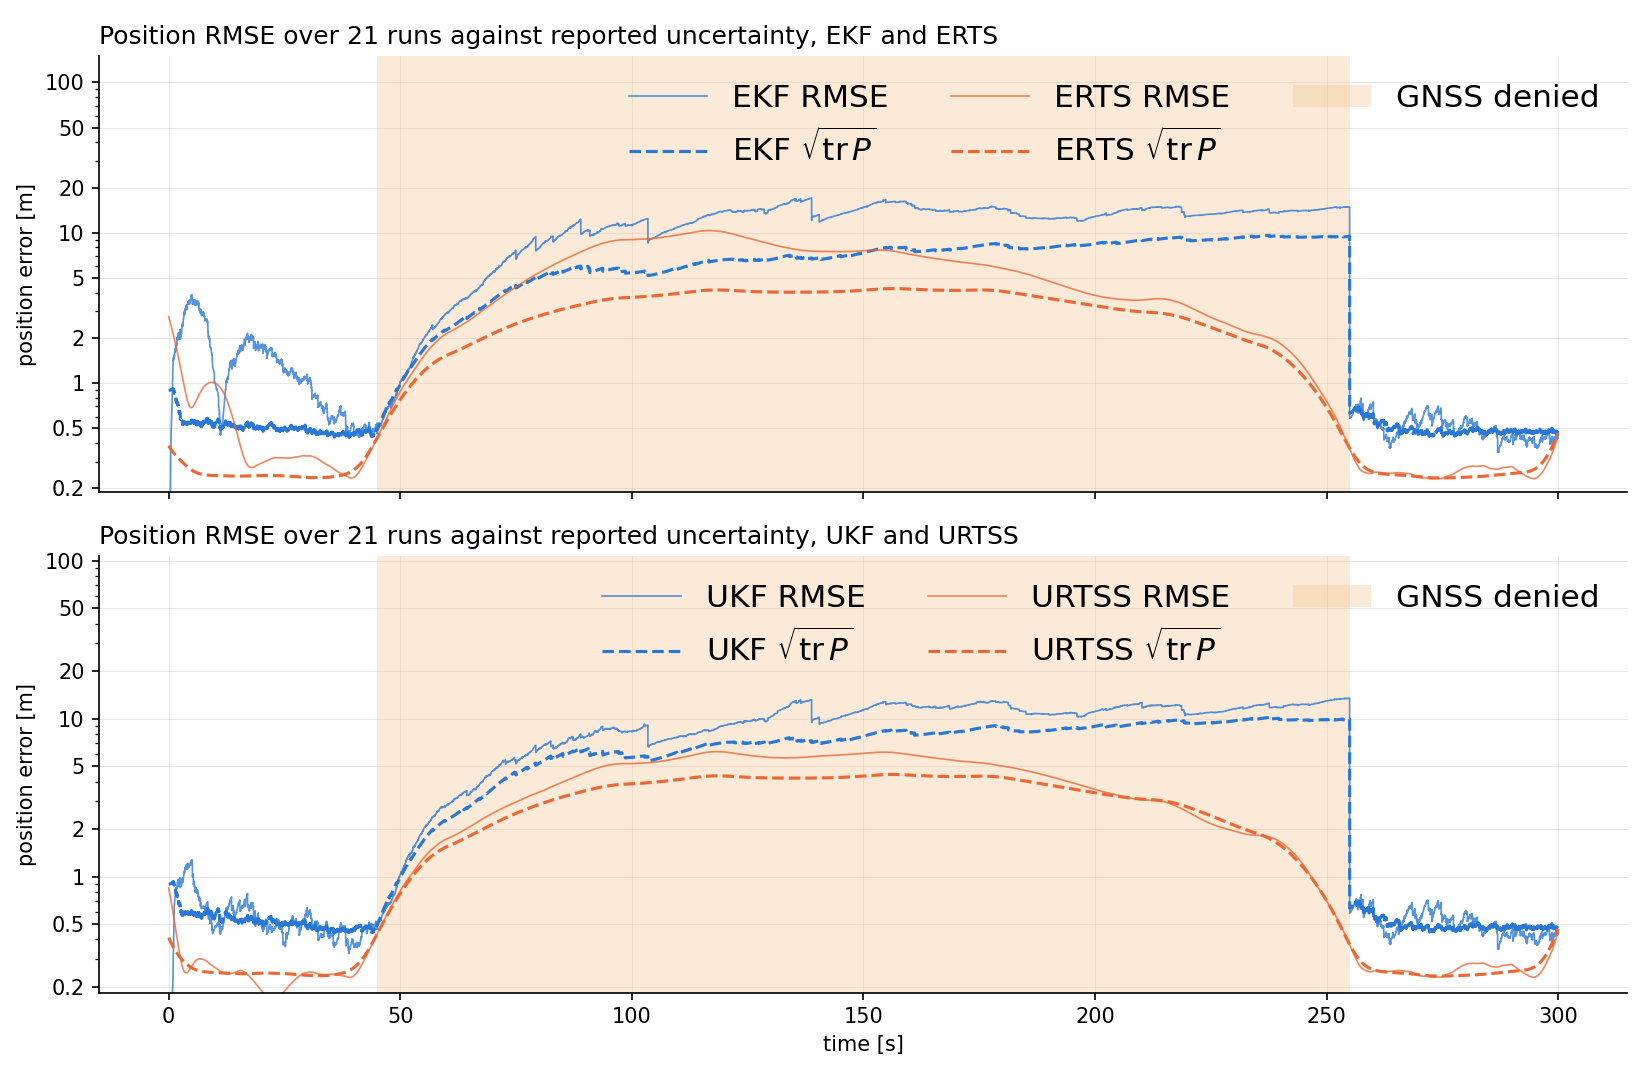 Position RMSE over 21 runs against reported uncertainty, EKF and ERTS
EKF RMSE
ERTS RMSE
GNSS denied
EKF √tr P
ERTS √tr P
position error [m]
100
50
20
10
5
2
1
0.5
0.2
Position RMSE over 21 runs against reported uncertainty, UKF and URTSS
UKF RMSE
URTSS RMSE
GNSS denied
UKF √tr P
URTSS √tr P
position error [m]
100
50
20
10
5
2
1
0.5
0.2
0 50 100 150 200 250 300
time [s]